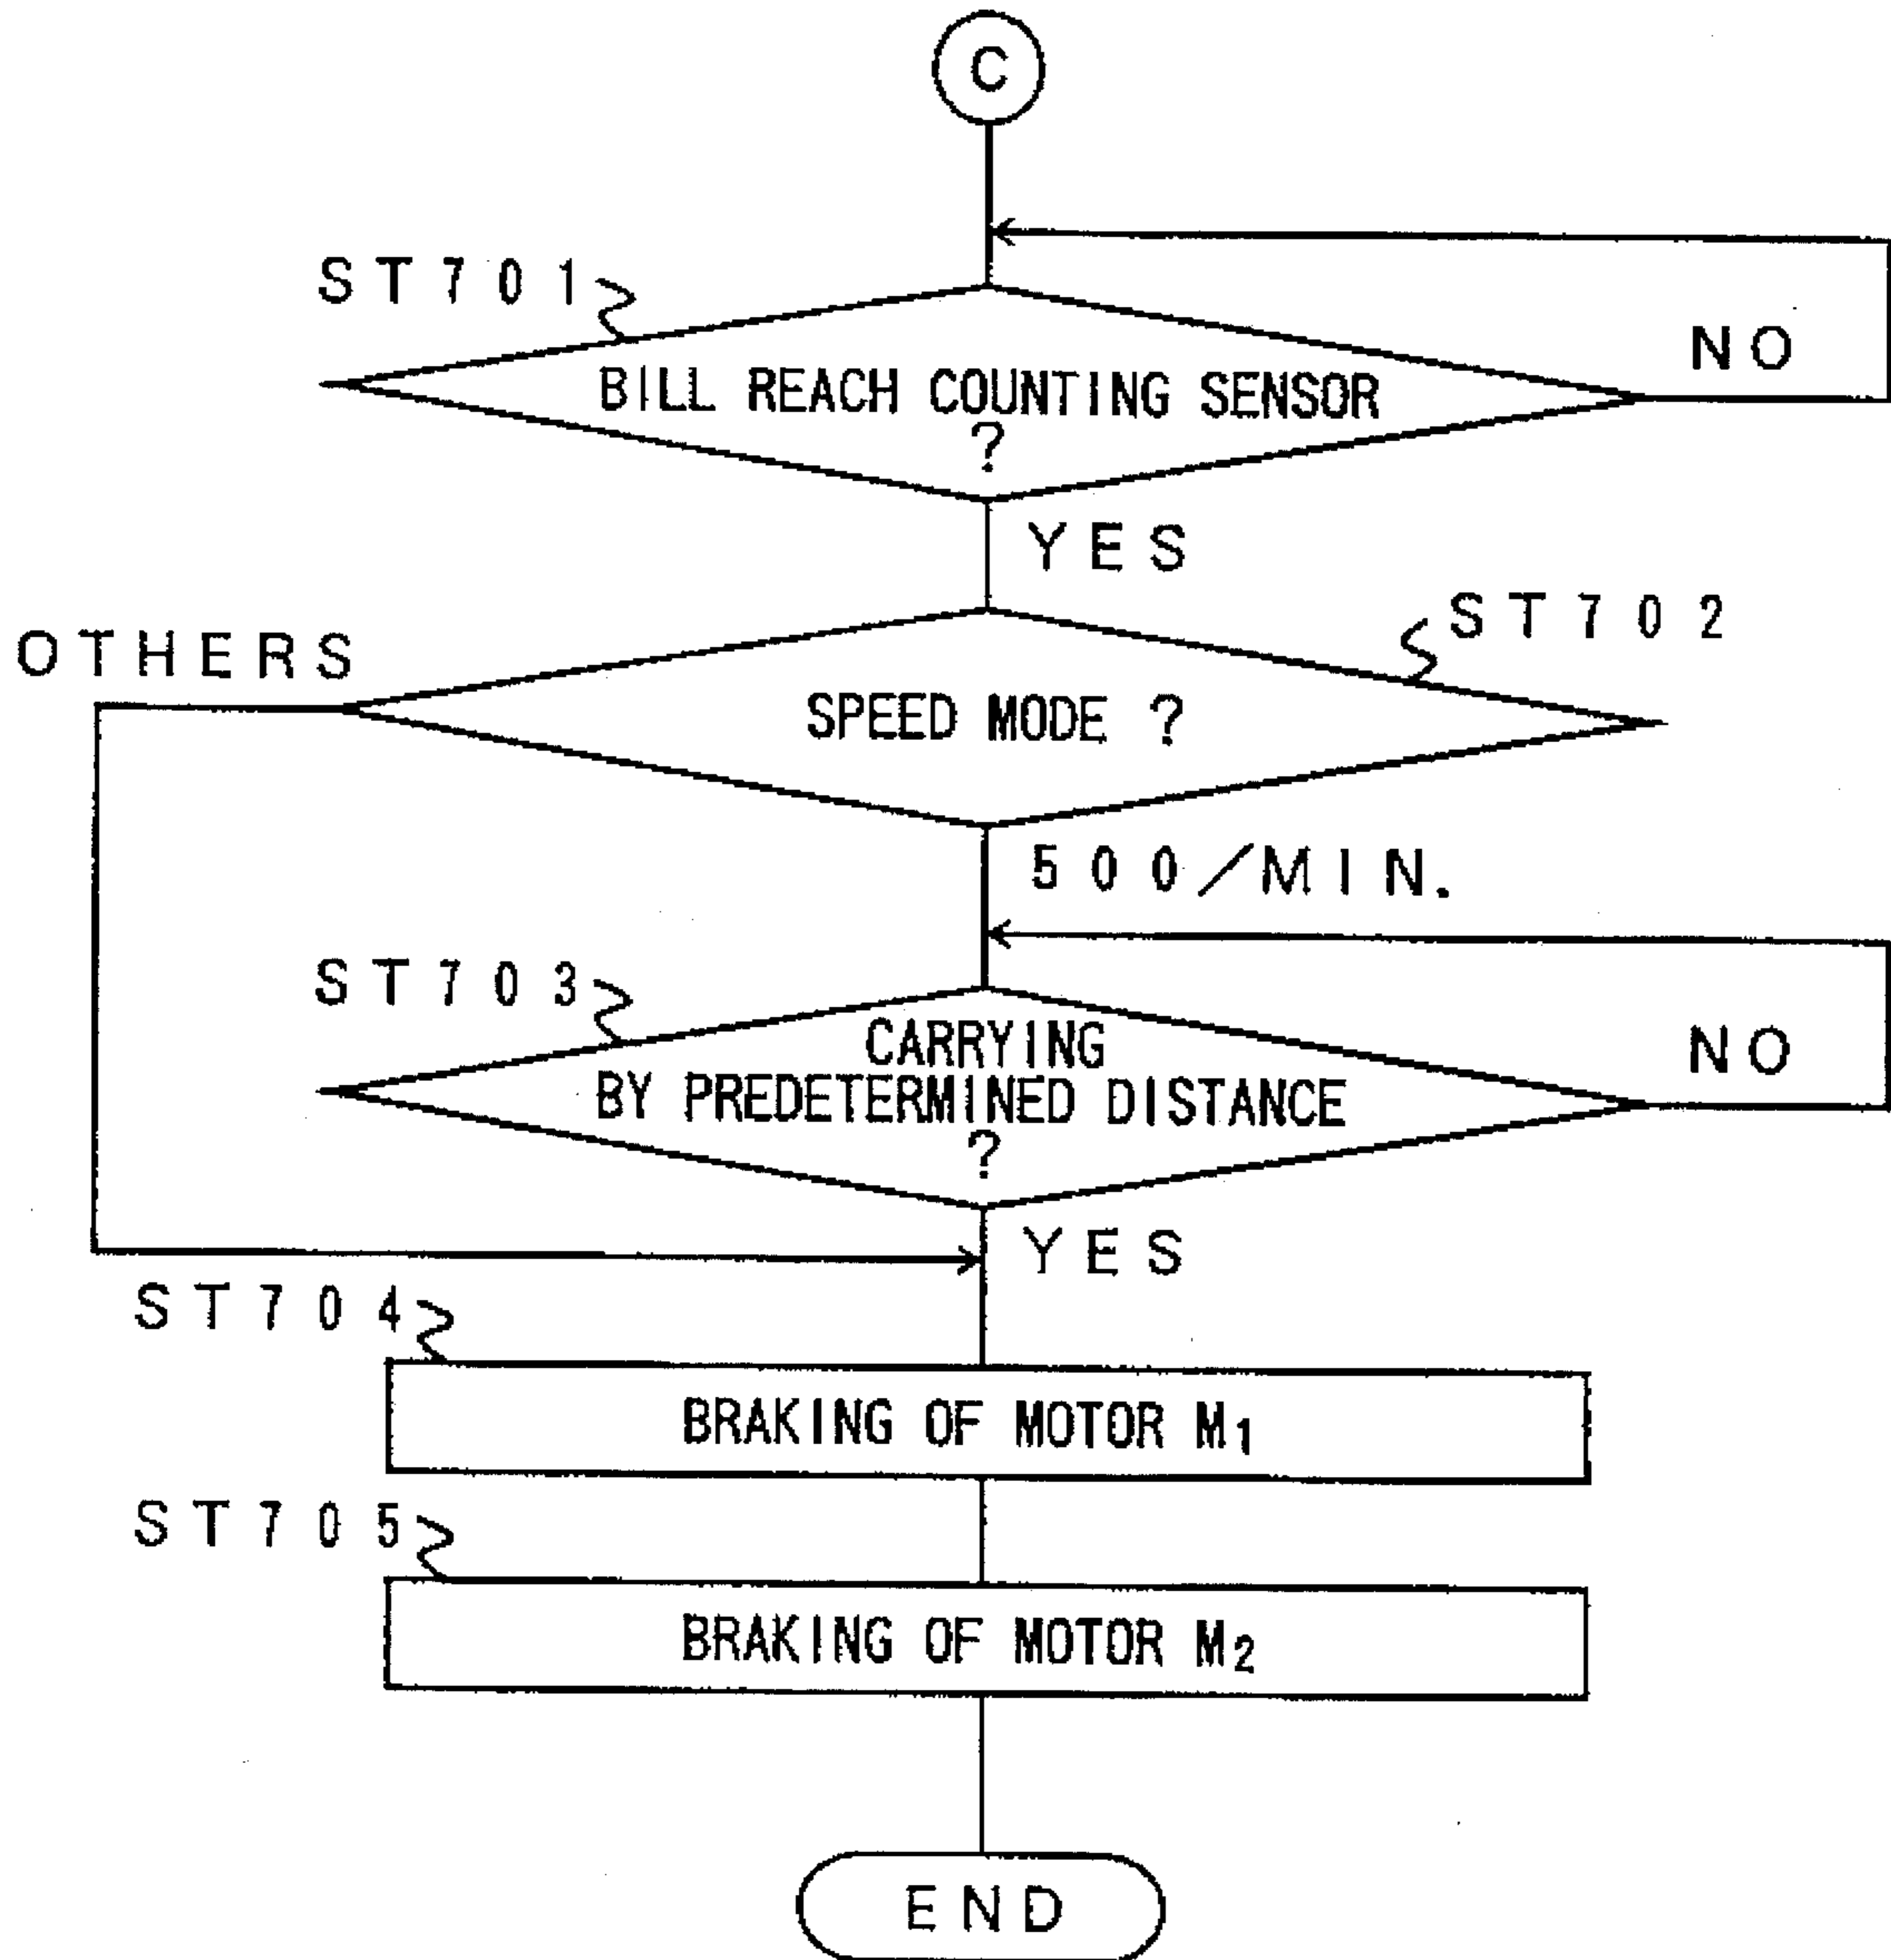 C
ST701
NO
BILL REACH COUNTING SENSOR
?
YES
ST702
OTHERS
SPEED MODE ?
500/MIN.
ST703
CARRYING
NO
BY PREDETERMINED DISTANCE
?
YES
ST704
BRAKING OF MOTOR M1
ST705
BRAKING OF MOTOR M2
END